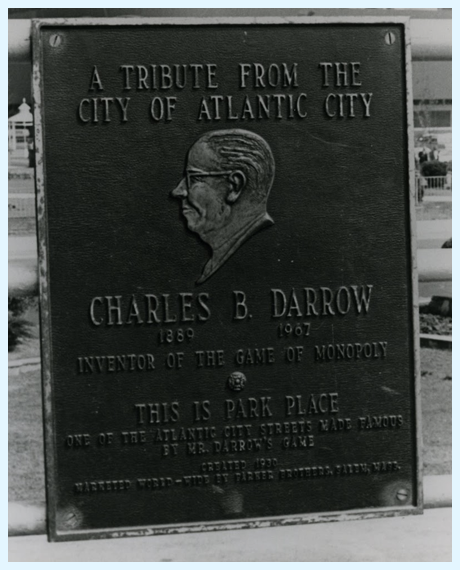 A TRIBUTE FROM THE
CITY OF ATLANTIC CITY
CHARLES B. DARROW
1889 1967
INVENTOR OF THE GAME OF MONOPOLY
THIS IS PARK PLACE
ONE OF THE ATLANTIC CITY STREETS MADE FAMOUS
BY MR. DARROW'S GAME
CREATED 1930
MARKETED WORLD-WIDE BY PARKER BROTHERS, SALEM, MASS.